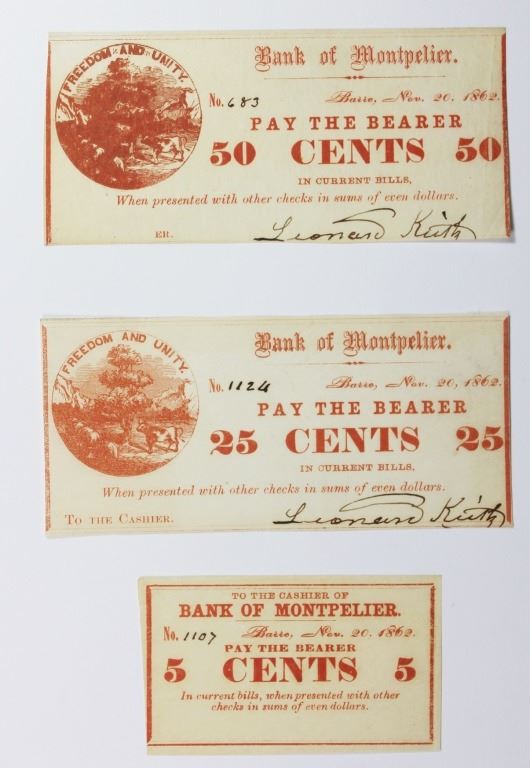 FREEDOM AND UNITY.
Bank of Montpelier.
No. 683 Barre, Nov. 20, 1862.
PAY THE BEARER
50 CENTS 50
IN CURRENT BILLS,
When presented with other checks in sums of even dollars.
ER.
Leonard Keith
FREEDOM AND UNITY.
Bank of Montpelier.
No. 1124 Barre, Nov. 20, 1862.
PAY THE BEARER
25 CENTS 25
IN CURRENT BILLS,
When presented with other checks in sums of even dollars.
TO THE CASHIER.
Leonard Keith
TO THE CASHIER OF
BANK OF MONTPELIER.
No. 1107 Barre, Nov. 20, 1862.
PAY THE BEARER
5 CENTS 5
In current bills, when presented with other
checks in sums of even dollars.